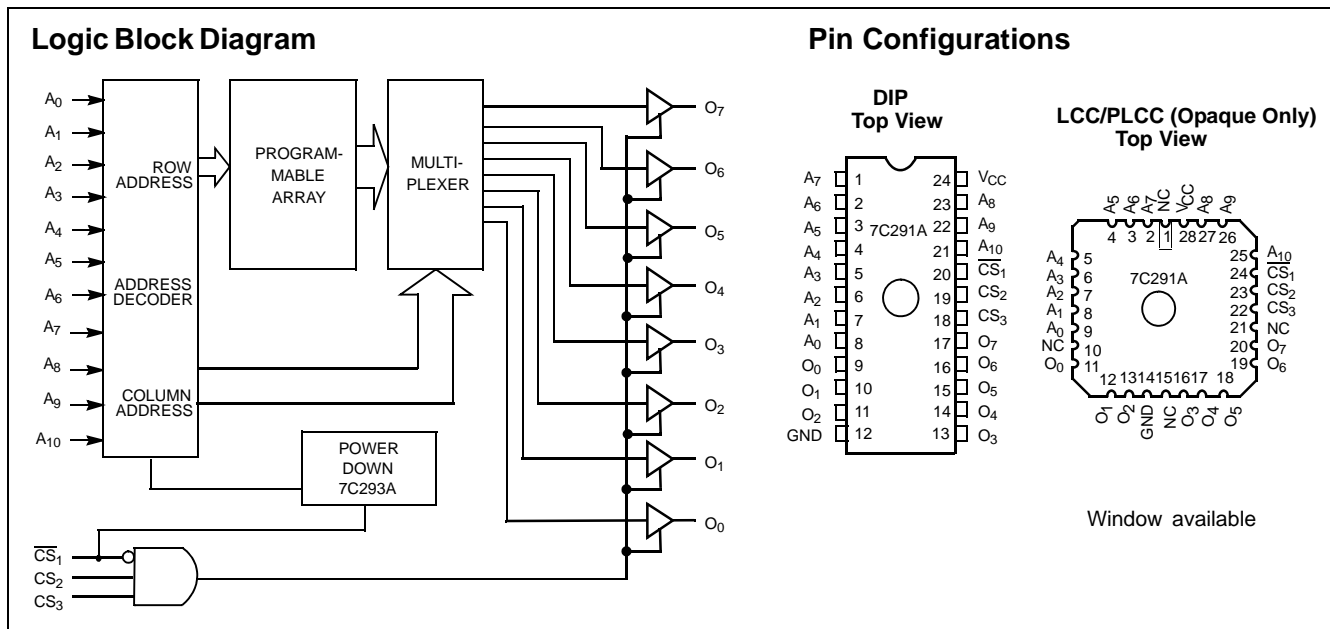 Logic Block Diagram
A0
A1
A2
A3
A4
A5
A6
A7
A8
A9
A10
ROW
ADDRESS
ADDRESS
DECODER
COLUMN
ADDRESS
PROGRAM-
MABLE
ARRAY
MULTI-
PLEXER
POWER
DOWN
7C293A
C̅S̅1
CS2
CS3
O7
O6
O5
O4
O3
O2
O1
O0
Pin Configurations
DIP
Top View
7C291A
A7 1 24 VCC
A6 2 23 A8
A5 3 22 A9
A4 4 21 A10
A3 5 20 C̅S̅1
A2 6 19 CS2
A1 7 18 CS3
A0 8 17 O7
O0 9 16 O6
O1 10 15 O5
O2 11 14 O4
GND 12 13 O3
LCC/PLCC (Opaque Only)
Top View
A5 A6 A7 NC VCC A8 A9
4 3 2 1 28 27 26
A4 5 25 A10
A3 6 24 C̅S̅1
A2 7 23 CS2
A1 8 22 CS3
A0 9 21 NC
NC 10 20 O7
O0 11 19 O6
7C291A
12 13 14 15 16 17 18
O1 O2 GND NC O3 O4 O5
Window available